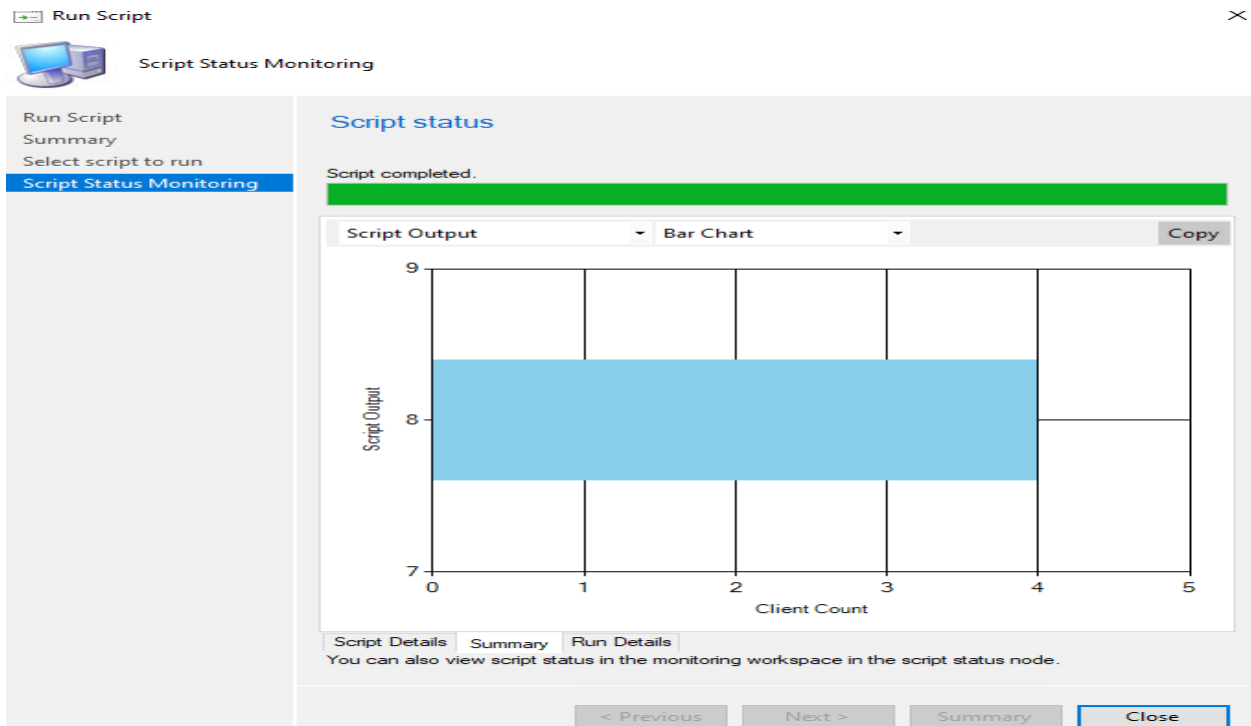 Run Script
Script Status Monitoring
Run Script
Summary
Select script to run
Script Status Monitoring
Script status
Script completed.
Script Output Bar Chart Copy
9
8
7
Script Output
0 1 2 3 4 5
Client Count
Script Details Summary Run Details
You can also view script status in the monitoring workspace in the script status node.
< Previous Next > Summary Close